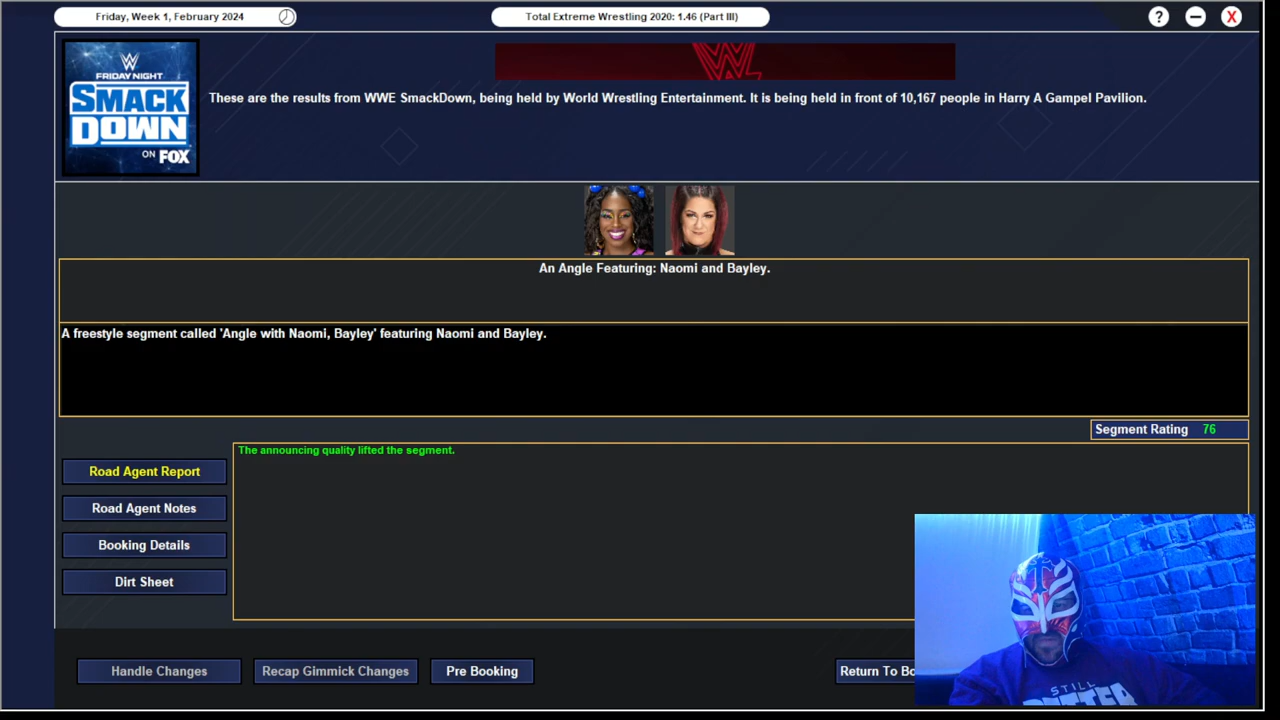 Friday, Week 1, February 2024
Total Extreme Wrestling 2020: 1.46 (Part III)
?
X
FRIDAY NIGHT
SMACK
DOWN
ON FOX
These are the results from WWE SmackDown, being held by World Wrestling Entertainment. It is being held in front of 10,167 people in Harry A Gampel Pavilion.
An Angle Featuring: Naomi and Bayley.
A freestyle segment called 'Angle with Naomi, Bayley' featuring Naomi and Bayley.
Segment Rating 76
Road Agent Report
The announcing quality lifted the segment.
Road Agent Notes
Booking Details
Dirt Sheet
Handle Changes
Recap Gimmick Changes
Pre Booking
Return To Bo
STILL